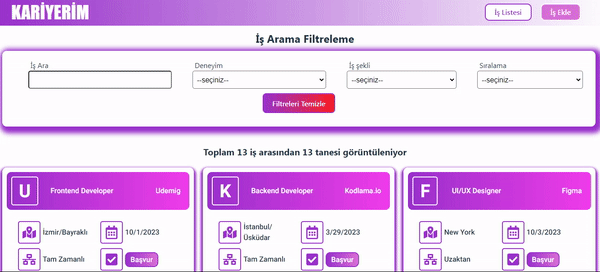 KARİYERİM
İş Listesi
İş Ekle
İş Arama Filtreleme
İş Ara
Deneyim
İş şekli
Sıralama
--seçiniz--
--seçiniz--
--seçiniz--
Filtreleri Temizle
Toplam 13 iş arasından 13 tanesi görüntüleniyor
U
Frontend Developer
Udemig
İzmir/Bayraklı
10/1/2023
Tam Zamanlı
Başvur
K
Backend Developer
Kodlama.io
İstanbul/
Üsküdar
3/29/2023
Tam Zamanlı
Başvur
F
UI/UX Designer
Figma
New York
10/3/2023
Uzaktan
Başvur